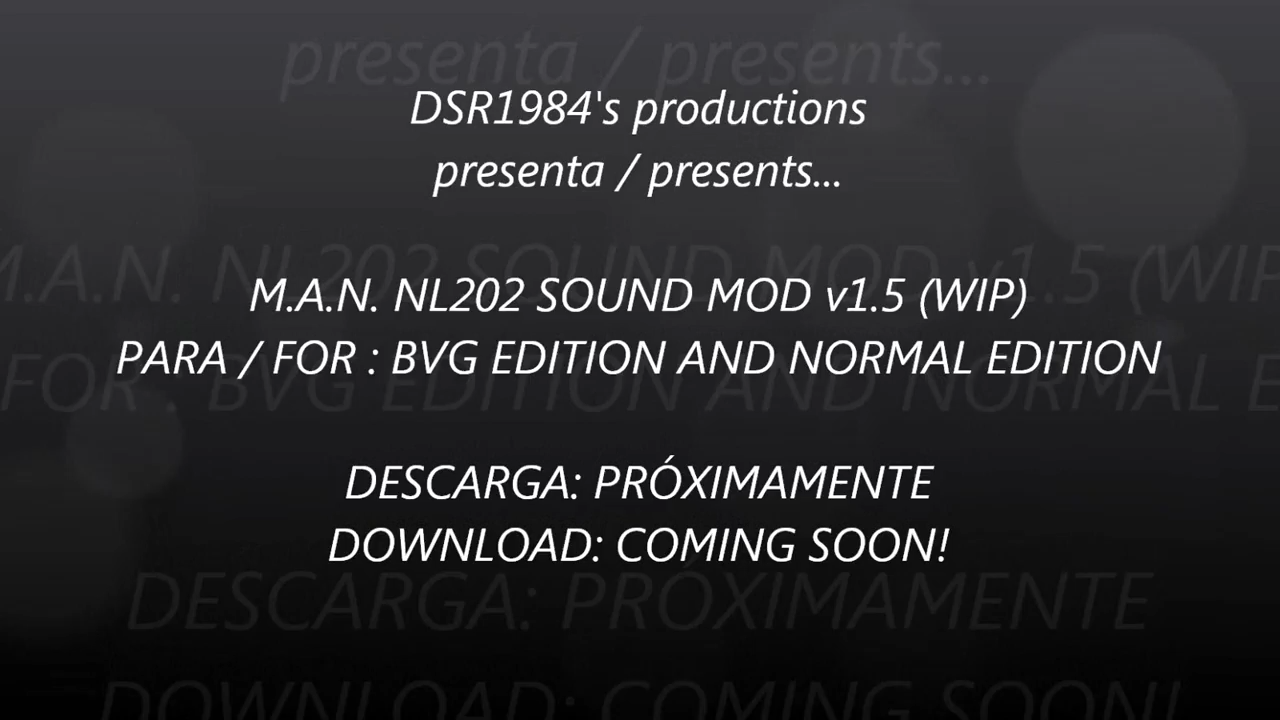 DSR1984's productions
presenta / presents...
M.A.N. NL202 SOUND MOD v1.5 (WIP)
PARA / FOR : BVG EDITION AND NORMAL EDITION
DESCARGA: PRÓXIMAMENTE
DOWNLOAD: COMING SOON!